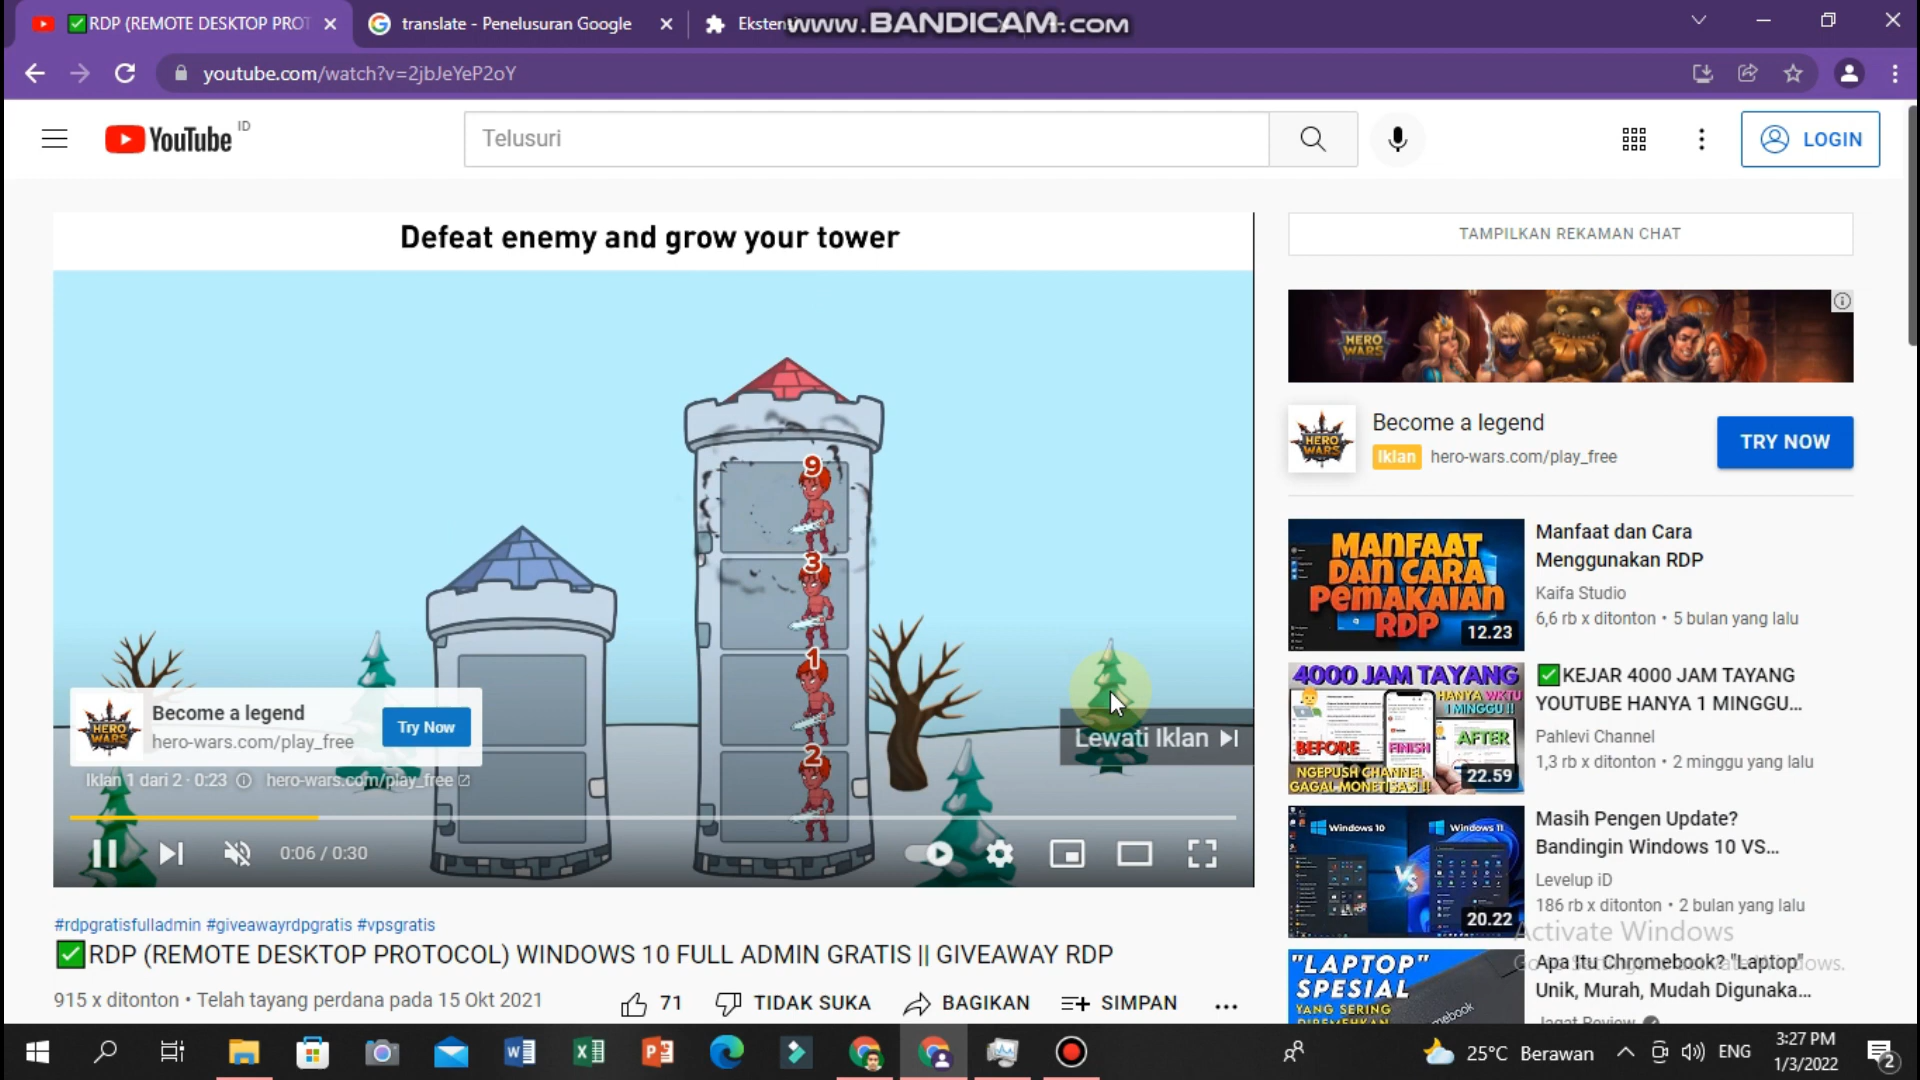 ✅RDP (REMOTE DESKTOP PROT
translate - Penelusuran Google
Eksten
www.BANDICAM.com
youtube.com/watch?v=2jbJeYeP2oY
YouTube ID
Telusuri
LOGIN
Defeat enemy and grow your tower
9
3
1
2
Become a legend
hero-wars.com/play_free
Try Now
HERO WARS
Iklan 1 dari 2 · 0:23
hero-wars.com/play_free
Lewati Iklan
0:06 / 0:30
#rdpgratisfulladmin #giveawayrdpgratis #vpsgratis
✅RDP (REMOTE DESKTOP PROTOCOL) WINDOWS 10 FULL ADMIN GRATIS || GIVEAWAY RDP
915 x ditonton • Telah tayang perdana pada 15 Okt 2021
71
TIDAK SUKA
BAGIKAN
SIMPAN
TAMPILKAN REKAMAN CHAT
HERO WARS
HERO WARS
Become a legend
Iklan hero-wars.com/play_free
TRY NOW
MANFAAT
DAN CARA
PEMAKAIAN
RDP
12.23
Manfaat dan Cara
Menggunakan RDP
Kaifa Studio
6,6 rb x ditonton • 5 bulan yang lalu
4000 JAM TAYANG
HANYA WKTU
1 MINGGU !!
BEFORE
FINISH
AFTER
NGEPUSH CHANNEL
GAGAL MONETISASI !!
22.59
✅KEJAR 4000 JAM TAYANG
YOUTUBE HANYA 1 MINGGU...
Pahlevi Channel
1,3 rb x ditonton • 2 minggu yang lalu
Windows 10
Windows 11
VS
20.22
Masih Pengen Update?
Bandingin Windows 10 VS...
Levelup iD
186 rb x ditonton • 2 bulan yang lalu
Activate Windows
"LAPTOP"
SPESIAL
YANG SERING
DIREMEHKAN
Apa Itu Chromebook? "Laptop"
Unik, Murah, Mudah Digunaka...
Jagat Review
25°C Berawan
ENG
3:27 PM
1/3/2022
2